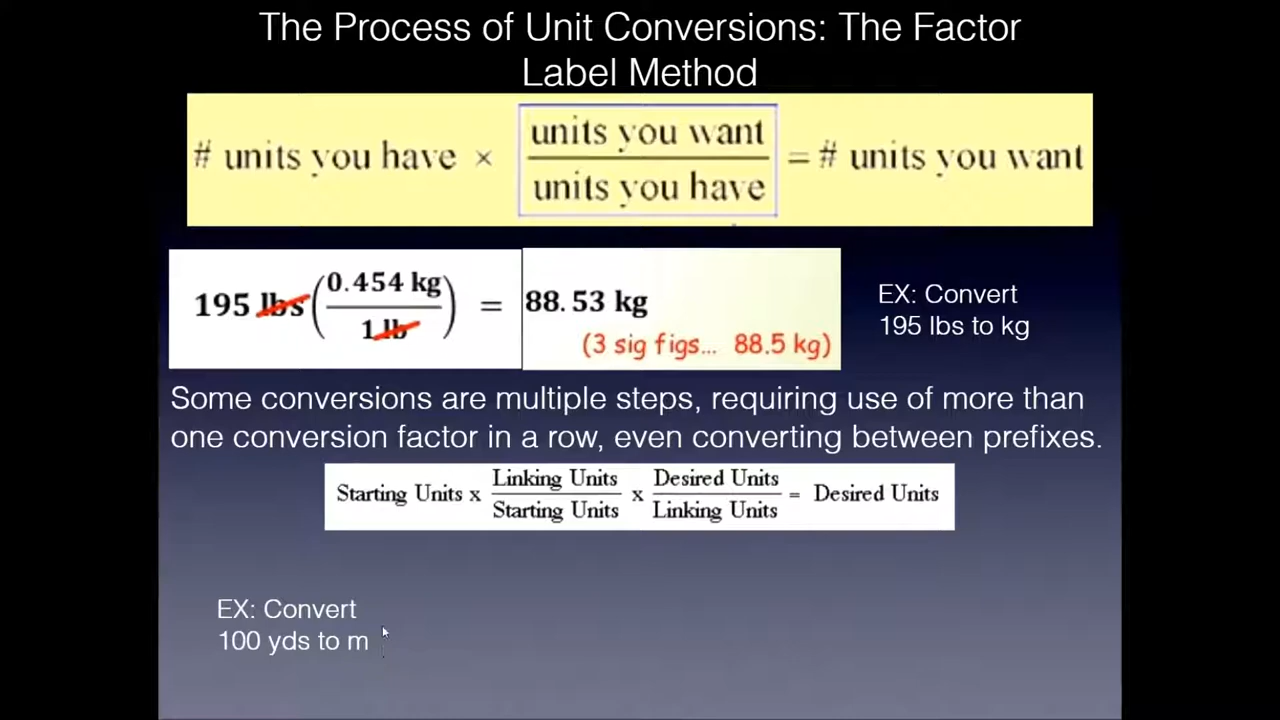 The Process of Unit Conversions: The Factor
Label Method
# units you have × units you want / units you have = # units you want
195 lbs (0.454 kg / 1 lb) = 88.53 kg
(3 sig figs... 88.5 kg)
EX: Convert
195 lbs to kg
Some conversions are multiple steps, requiring use of more than
one conversion factor in a row, even converting between prefixes.
Starting Units x Linking Units / Starting Units x Desired Units / Linking Units = Desired Units
EX: Convert
100 yds to m